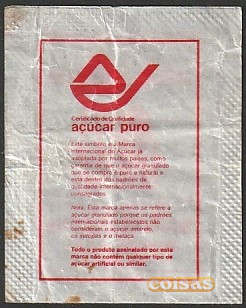 Certificado de Qualidade
açúcar puro
Este símbolo é a Marca
Internacional do Açúcar já
adoptada por muitos países, com a
garantia de que o açúcar granulado
que se compra é puro e natural e
está dentro dos padrões de
qualidade internacionalmente
consagrados.
Nota: Esta marca apenas se refere a
açúcar granulado porque os padrões
internacionais estabelecidos não
consideram o açúcar amarelo,
os xaropes e o melaço.
Todo o produto assinalado por esta
marca não contém qualquer tipo de
açúcar artificial ou similar.
coisas